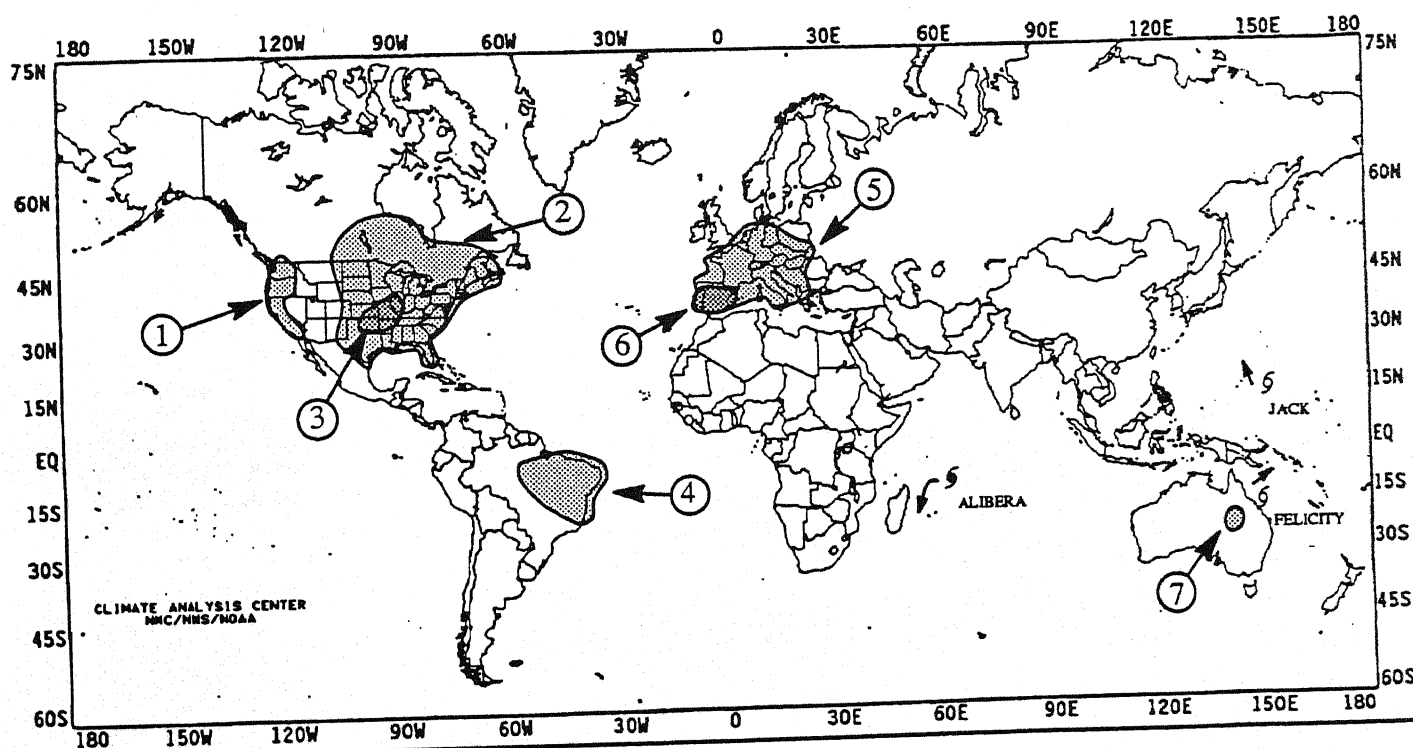 180 150W 120W 90W 60W 30W 0 30E 60E 90E 120E 150E 180
75N 75N
60N 60N
2 5
45N 45N
1 6
30N 30N
3
15N 15N
JACK
EQ EQ
4 ALIBERA
15S 15S
FELICITY
7
30S 30S
CLIMATE ANALYSIS CENTER
NMC/NWS/NOAA
45S 45S
60S 60S
180 150W 120W 90W 60W 30W 0 30E 60E 90E 120E 150E 180